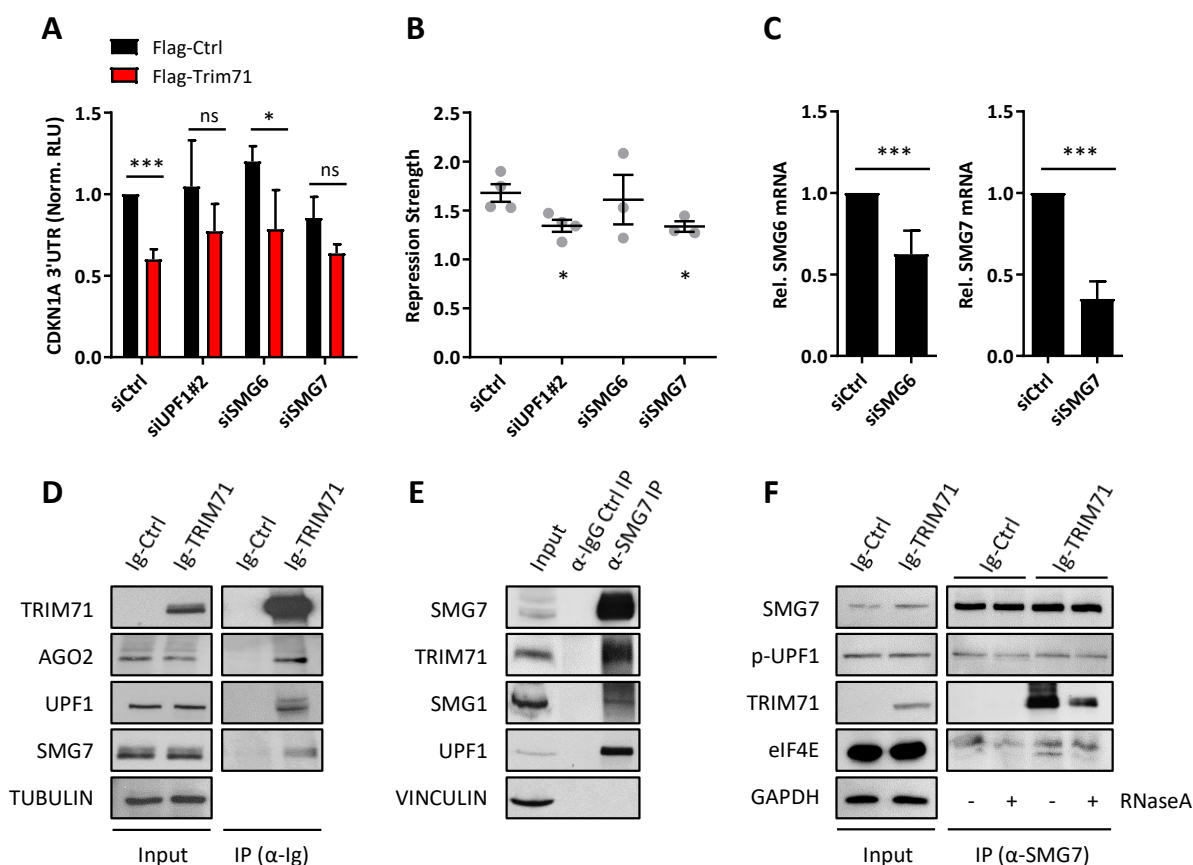 A
Flag-Ctrl
Flag-Trim71
CDKN1A 3'UTR (Norm. RLU)
1.5
1.0
0.5
0.0
***
ns
*
ns
siCtrl
siUPF1#2
siSMG6
siSMG7
B
Repression Strength
2.5
2.0
1.5
1.0
0.5
0.0
*
*
siCtrl
siUPF1#2
siSMG6
siSMG7
C
Rel. SMG6 mRNA
1.5
1.0
0.5
0.0
***
siCtrl
siSMG6
Rel. SMG7 mRNA
1.5
1.0
0.5
0.0
***
siCtrl
siSMG7
D
Ig-Ctrl
Ig-TRIM71
Ig-Ctrl
Ig-TRIM71
TRIM71
AGO2
UPF1
SMG7
TUBULIN
Input
IP (α-Ig)
E
Input
α-IgG Ctrl IP
α-SMG7 IP
SMG7
TRIM71
SMG1
UPF1
VINCULIN
F
Ig-Ctrl
Ig-TRIM71
Ig-Ctrl
Ig-TRIM71
SMG7
p-UPF1
TRIM71
eIF4E
GAPDH
- + - + RNaseA
Input
IP (α-SMG7)